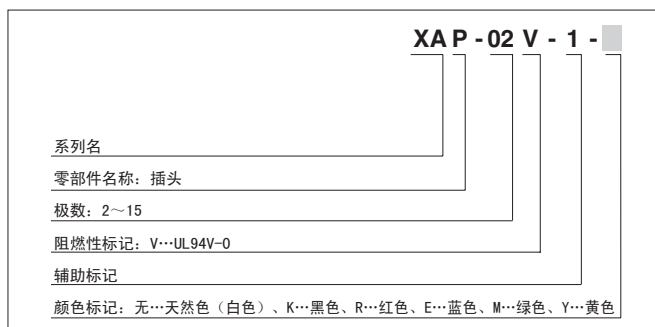 XA P - 02 V - 1 -
系列名
零部件名称：插头
极数：2～15
阻燃性标记：V…UL94V-0
辅助标记
颜色标记：无…天然色（白色）、K…黑色、R…红色、E…蓝色、M…绿色、Y…黄色